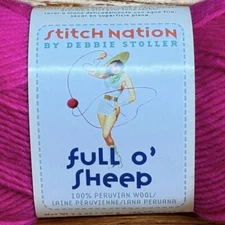 Stitch Nation
BY DEBBIE STOLLER
full o'
Sheep
100% PERUVIAN WOOL/
LAINE PÉRUVIENNE/LANA PERUANA